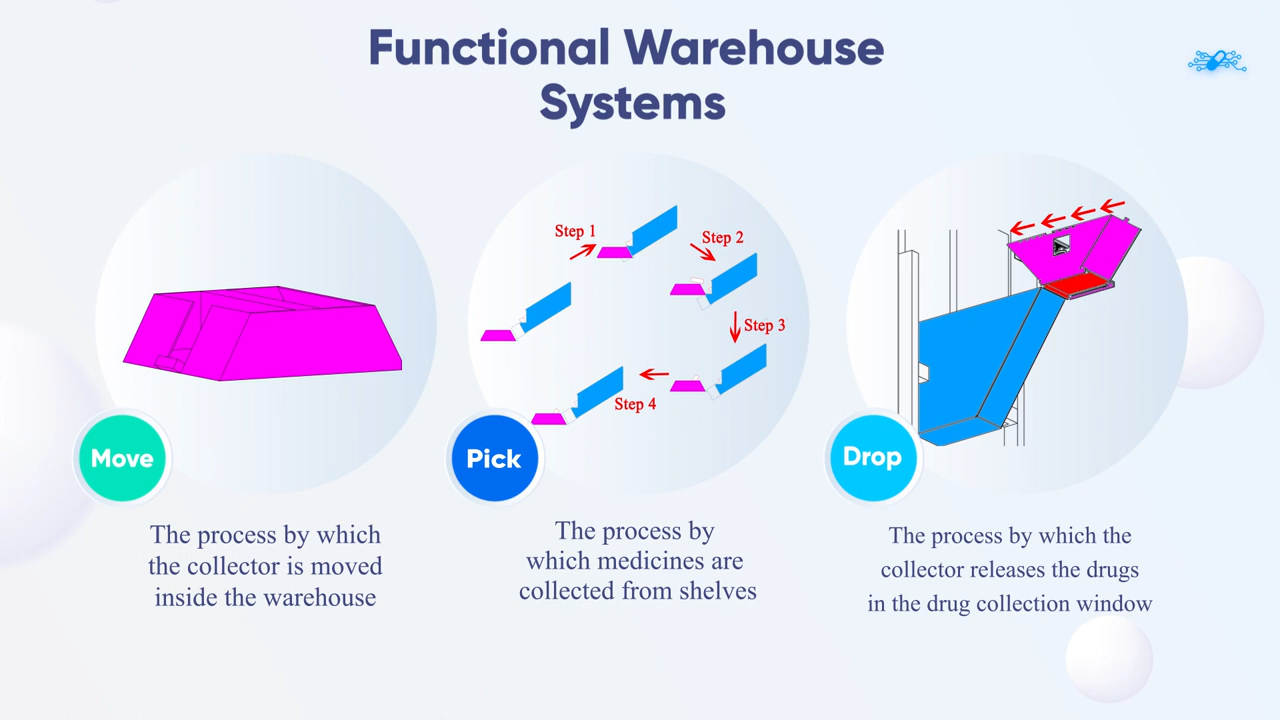 Functional Warehouse
Systems
Step 1
Step 2
Step 3
Step 4
Move
Pick
Drop
The process by which
the collector is moved
inside the warehouse
The process by
which medicines are
collected from shelves
The process by which the
collector releases the drugs
in the drug collection window